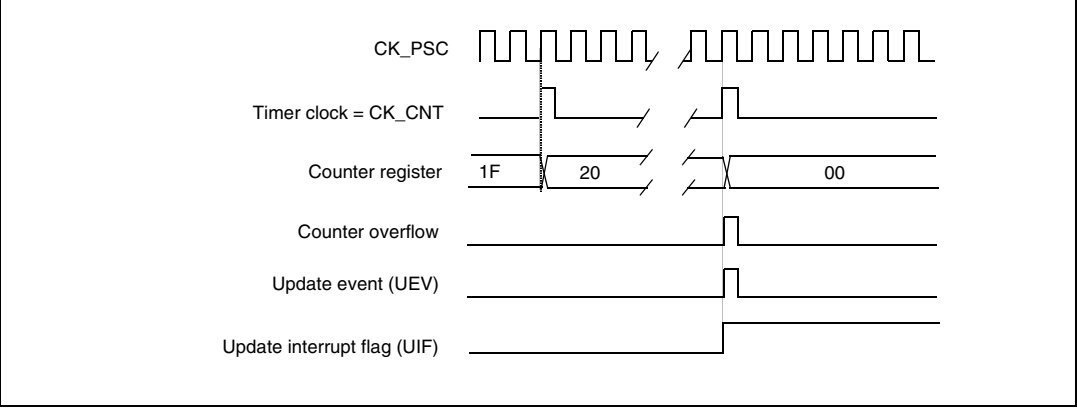 CK_PSC
Timer clock = CK_CNT
Counter register 1F 20 00
Counter overflow
Update event (UEV)
Update interrupt flag (UIF)